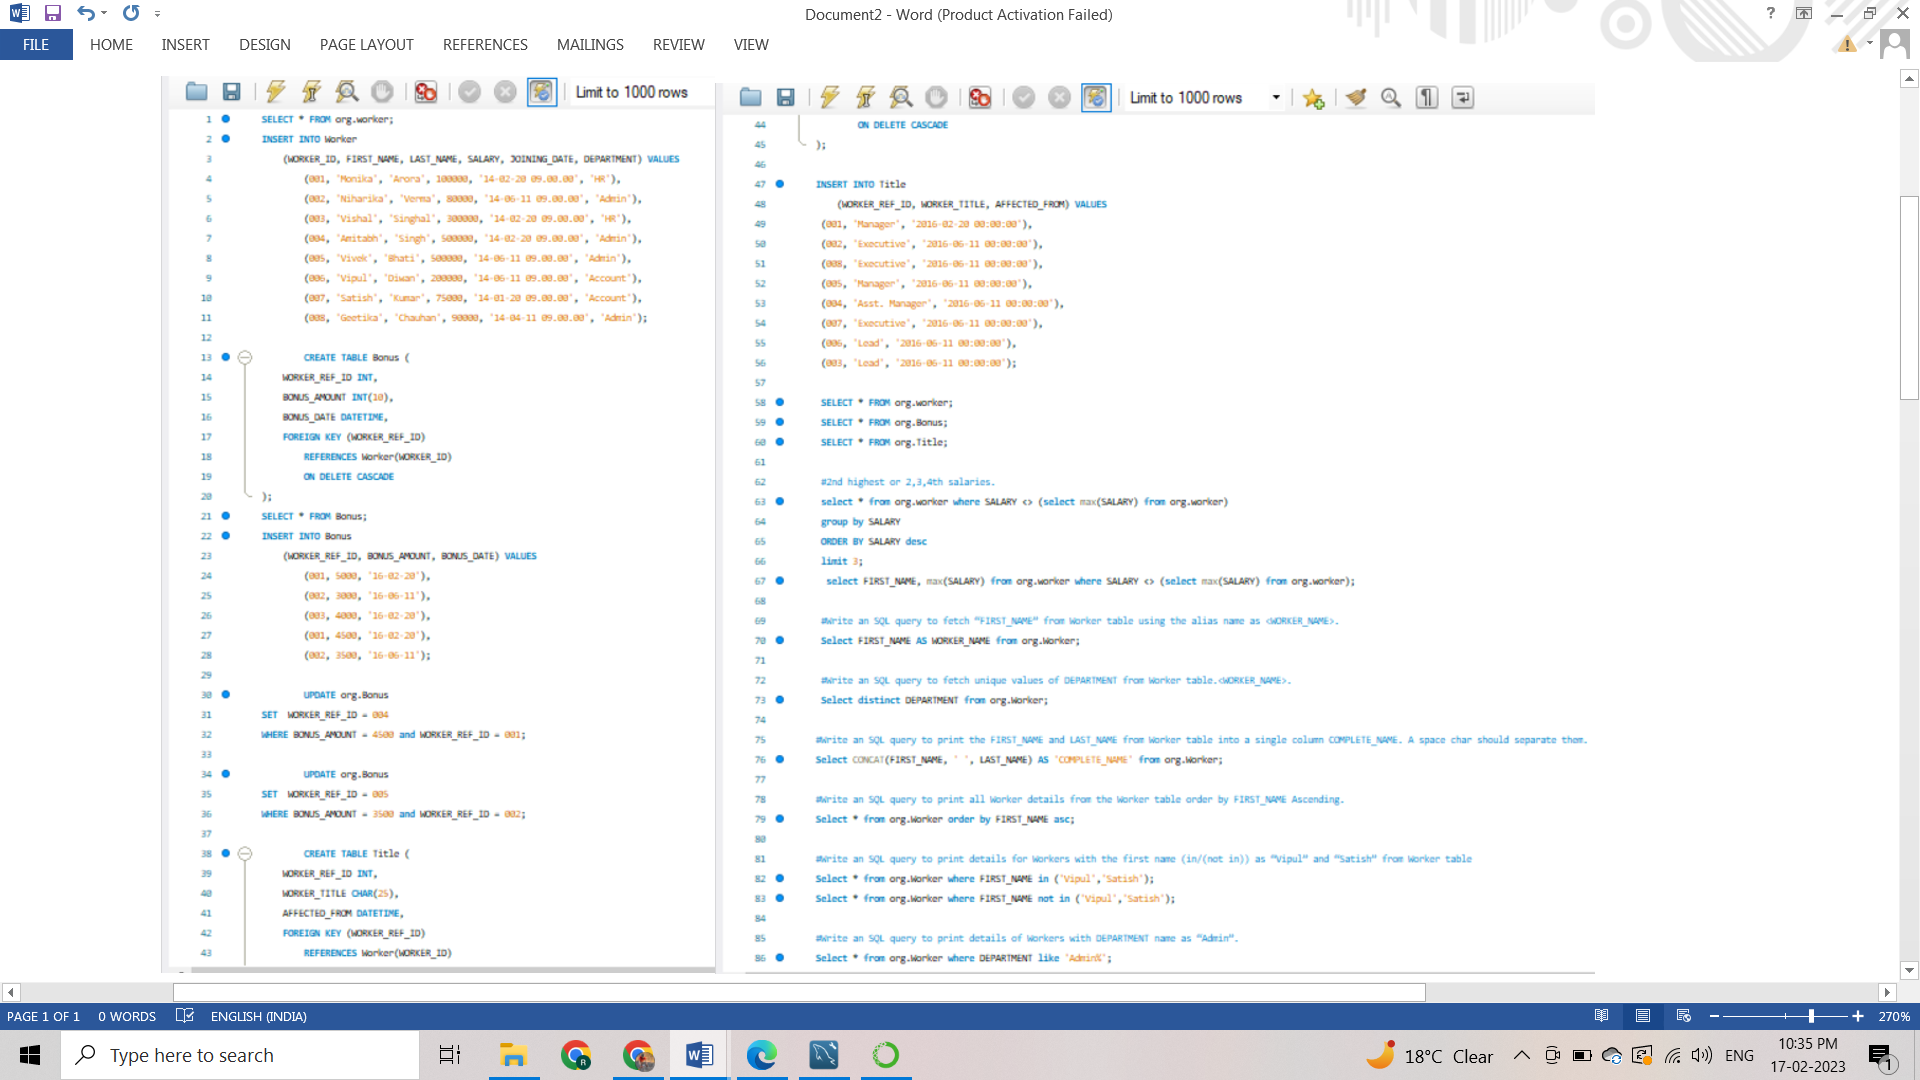 Document2 - Word (Product Activation Failed)
FILE HOME INSERT DESIGN PAGE LAYOUT REFERENCES MAILINGS REVIEW VIEW
Limit to 1000 rows
1 SELECT * FROM org.worker;
2 INSERT INTO Worker
3 (WORKER_ID, FIRST_NAME, LAST_NAME, SALARY, JOINING_DATE, DEPARTMENT) VALUES
4 (001, 'Monika', 'Arora', 100000, '14-02-20 09.00.00', 'HR'),
5 (002, 'Niharika', 'Verma', 80000, '14-06-11 09.00.00', 'Admin'),
6 (003, 'Vishal', 'Singhal', 300000, '14-02-20 09.00.00', 'HR'),
7 (004, 'Amitabh', 'Singh', 500000, '14-02-20 09.00.00', 'Admin'),
8 (005, 'Vivek', 'Bhati', 500000, '14-06-11 09.00.00', 'Admin'),
9 (006, 'Vipul', 'Diwan', 200000, '14-06-11 09.00.00', 'Account'),
10 (007, 'Satish', 'Kumar', 75000, '14-01-20 09.00.00', 'Account'),
11 (008, 'Geetika', 'Chauhan', 90000, '14-04-11 09.00.00', 'Admin');
12
13 CREATE TABLE Bonus (
14 WORKER_REF_ID INT,
15 BONUS_AMOUNT INT(10),
16 BONUS_DATE DATETIME,
17 FOREIGN KEY (WORKER_REF_ID)
18 REFERENCES Worker(WORKER_ID)
19 ON DELETE CASCADE
20 );
21 SELECT * FROM Bonus;
22 INSERT INTO Bonus
23 (WORKER_REF_ID, BONUS_AMOUNT, BONUS_DATE) VALUES
24 (001, 5000, '16-02-20'),
25 (002, 3000, '16-06-11'),
26 (003, 4000, '16-02-20'),
27 (001, 4500, '16-02-20'),
28 (002, 3500, '16-06-11');
29
30 UPDATE org.Bonus
31 SET WORKER_REF_ID = 004
32 WHERE BONUS_AMOUNT = 4500 and WORKER_REF_ID = 001;
33
34 UPDATE org.Bonus
35 SET WORKER_REF_ID = 005
36 WHERE BONUS_AMOUNT = 3500 and WORKER_REF_ID = 002;
37
38 CREATE TABLE Title (
39 WORKER_REF_ID INT,
40 WORKER_TITLE CHAR(25),
41 AFFECTED_FROM DATETIME,
42 FOREIGN KEY (WORKER_REF_ID)
43 REFERENCES Worker(WORKER_ID)
Limit to 1000 rows
44 ON DELETE CASCADE
45 );
46
47 INSERT INTO Title
48 (WORKER_REF_ID, WORKER_TITLE, AFFECTED_FROM) VALUES
49 (001, 'Manager', '2016-02-20 00:00:00'),
50 (002, 'Executive', '2016-06-11 00:00:00'),
51 (008, 'Executive', '2016-06-11 00:00:00'),
52 (005, 'Manager', '2016-06-11 00:00:00'),
53 (004, 'Asst. Manager', '2016-06-11 00:00:00'),
54 (007, 'Executive', '2016-06-11 00:00:00'),
55 (006, 'Lead', '2016-06-11 00:00:00'),
56 (003, 'Lead', '2016-06-11 00:00:00');
57
58 SELECT * FROM org.worker;
59 SELECT * FROM org.Bonus;
60 SELECT * FROM org.Title;
61
62 #2nd highest or 2,3,4th salaries.
63 select * from org.worker where SALARY <> (select max(SALARY) from org.worker)
64 group by SALARY
65 ORDER BY SALARY desc
66 limit 3;
67 select FIRST_NAME, max(SALARY) from org.worker where SALARY <> (select max(SALARY) from org.worker);
68
69 #Write an SQL query to fetch “FIRST_NAME” from Worker table using the alias name as <WORKER_NAME>.
70 Select FIRST_NAME AS WORKER_NAME from org.Worker;
71
72 #Write an SQL query to fetch unique values of DEPARTMENT from Worker table.<WORKER_NAME>.
73 Select distinct DEPARTMENT from org.Worker;
74
75 #Write an SQL query to print the FIRST_NAME and LAST_NAME from Worker table into a single column COMPLETE_NAME. A space char should separate them.
76 Select CONCAT(FIRST_NAME, ' ', LAST_NAME) AS 'COMPLETE_NAME' from org.Worker;
77
78 #Write an SQL query to print all Worker details from the Worker table order by FIRST_NAME Ascending.
79 Select * from org.Worker order by FIRST_NAME asc;
80
81 #Write an SQL query to print details for Workers with the first name (in/(not in)) as “Vipul” and “Satish” from Worker table
82 Select * from org.Worker where FIRST_NAME in ('Vipul','Satish');
83 Select * from org.Worker where FIRST_NAME not in ('Vipul','Satish');
84
85 #Write an SQL query to print details of Workers with DEPARTMENT name as “Admin”.
86 Select * from org.Worker where DEPARTMENT like 'Admin%';
PAGE 1 OF 1 0 WORDS ENGLISH (INDIA) 270%
Type here to search
18°C Clear
ENG
10:35 PM
17-02-2023
1